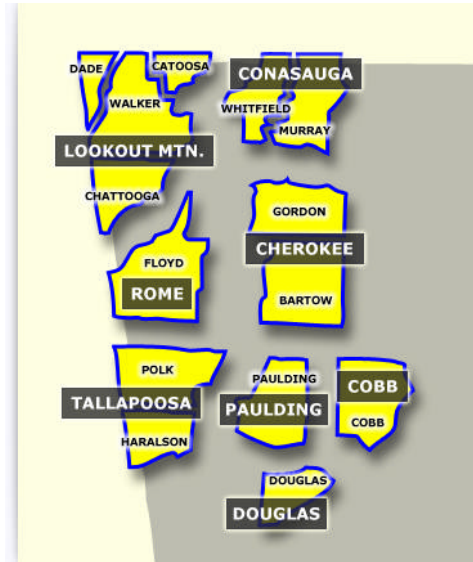 DADE
CATOOSA
WALKER
LOOKOUT MTN.
CHATTOOGA
CONASAUGA
WHITFIELD
MURRAY
FLOYD
ROME
GORDON
CHEROKEE
BARTOW
POLK
TALLAPOOSA
HARALSON
PAULDING
PAULDING
COBB
COBB
DOUGLAS
DOUGLAS